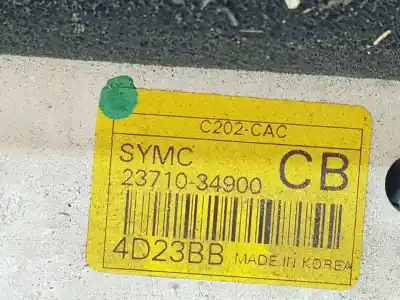 C202-CAC
SYMC CB
23710-34900
4D23BB MADE IN KOREA